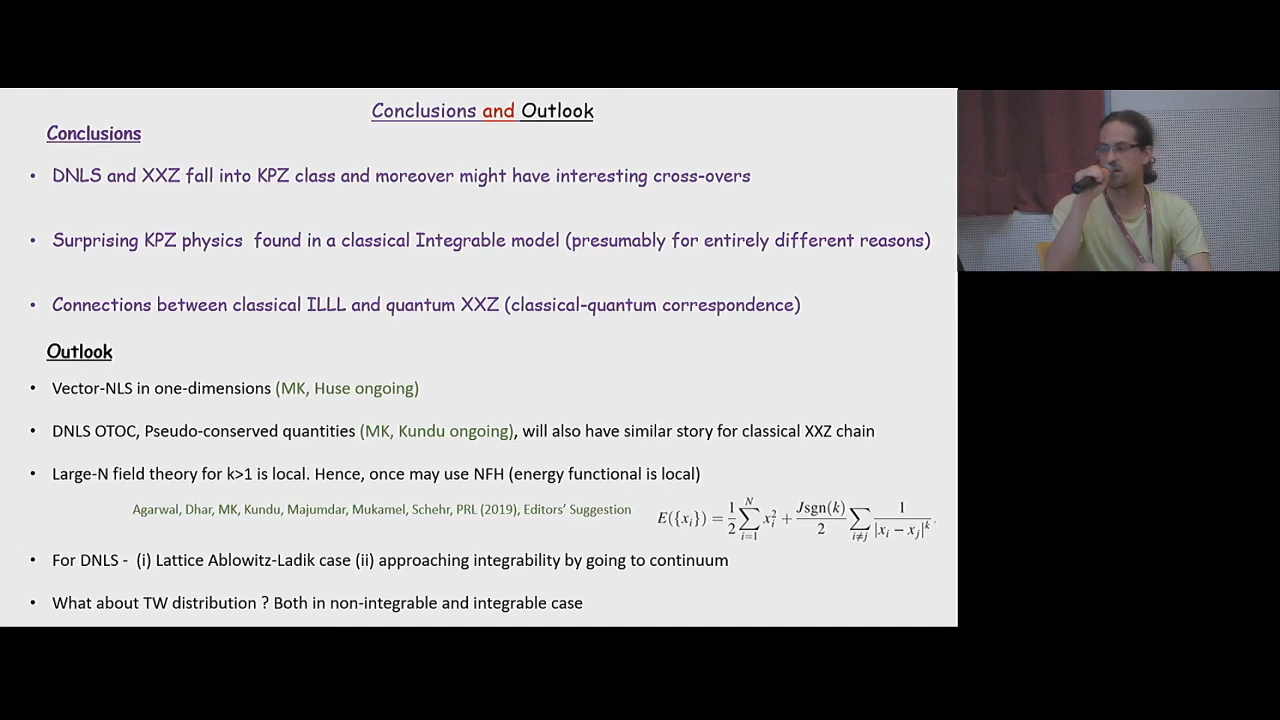 Conclusions and Outlook
Conclusions
• DNLS and XXZ fall into KPZ class and moreover might have interesting cross-overs
• Surprising KPZ physics found in a classical Integrable model (presumably for entirely different reasons)
• Connections between classical ILLL and quantum XXZ (classical-quantum correspondence)
Outlook
• Vector-NLS in one-dimensions (MK, Huse ongoing)
• DNLS OTOC, Pseudo-conserved quantities (MK, Kundu ongoing), will also have similar story for classical XXZ chain
• Large-N field theory for k>1 is local. Hence, once may use NFH (energy functional is local)
Agarwal, Dhar, MK, Kundu, Majumdar, Mukamel, Schehr, PRL (2019), Editors' Suggestion
E({x_i}) = \frac{1}{2} \sum_{i=1}^{N} x_i^2 + \frac{J sgn(k)}{2} \sum_{i≠j} \frac{1}{|x_i − x_j|^k}.
• For DNLS - (i) Lattice Ablowitz-Ladik case (ii) approaching integrability by going to continuum
• What about TW distribution ? Both in non-integrable and integrable case